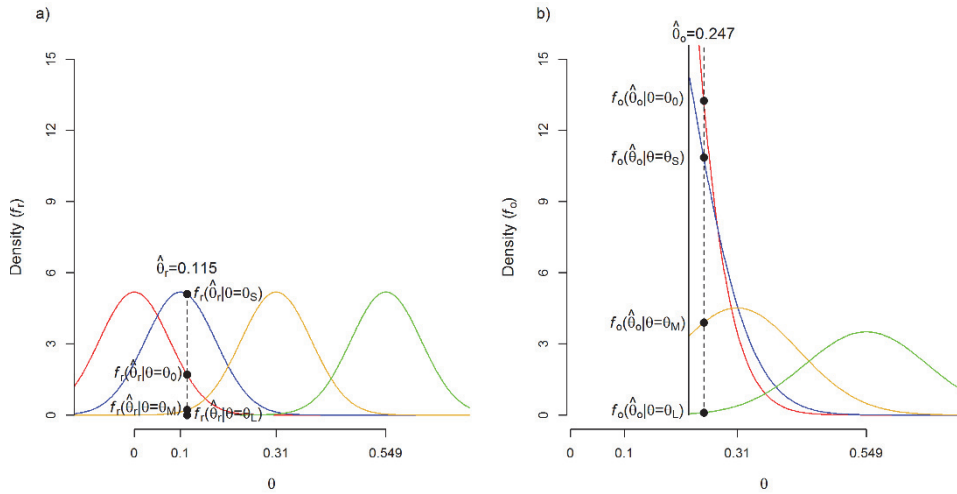 a)
Density (fr)
15
12
9
6
3
0
θ̂r=0.115
fr(θ̂r|θ=θS)
fr(θ̂r|θ=θ0)
fr(θ̂r|θ=θM)
fr(θ̂r|θ=θL)
0
0.1
0.31
0.549
θ
b)
Density (fo)
15
12
9
6
3
0
θ̂o=0.247
fo(θ̂o|θ=θ0)
fo(θ̂o|θ=θS)
fo(θ̂o|θ=θM)
fo(θ̂o|θ=θL)
0
0.1
0.31
0.549
θ